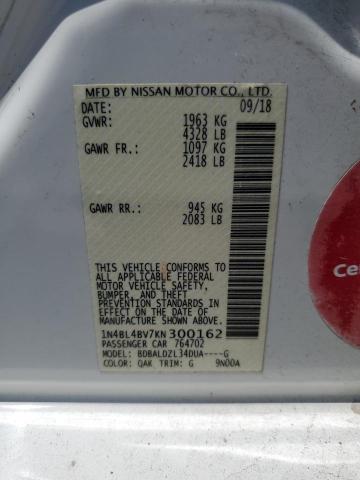 MFD BY NISSAN MOTOR CO., LTD.
DATE: 09/18
GVWR: 1963 KG
4328 LB
GAWR FR.: 1097 KG
2418 LB
GAWR RR.: 945 KG
2083 LB
THIS VEHICLE CONFORMS TO
ALL APPLICABLE FEDERAL
MOTOR VEHICLE SAFETY,
BUMPER, AND THEFT
PREVENTION STANDARDS
IN EFFECT ON THE DATE OF
MANUFACTURE SHOWN ABOVE.
1N4BL4BV7KN300162
PASSENGER CAR 764702
MODEL: BDBALDZL34DUA----G
COLOR: QAK TRIM: G 9N00A
Ce